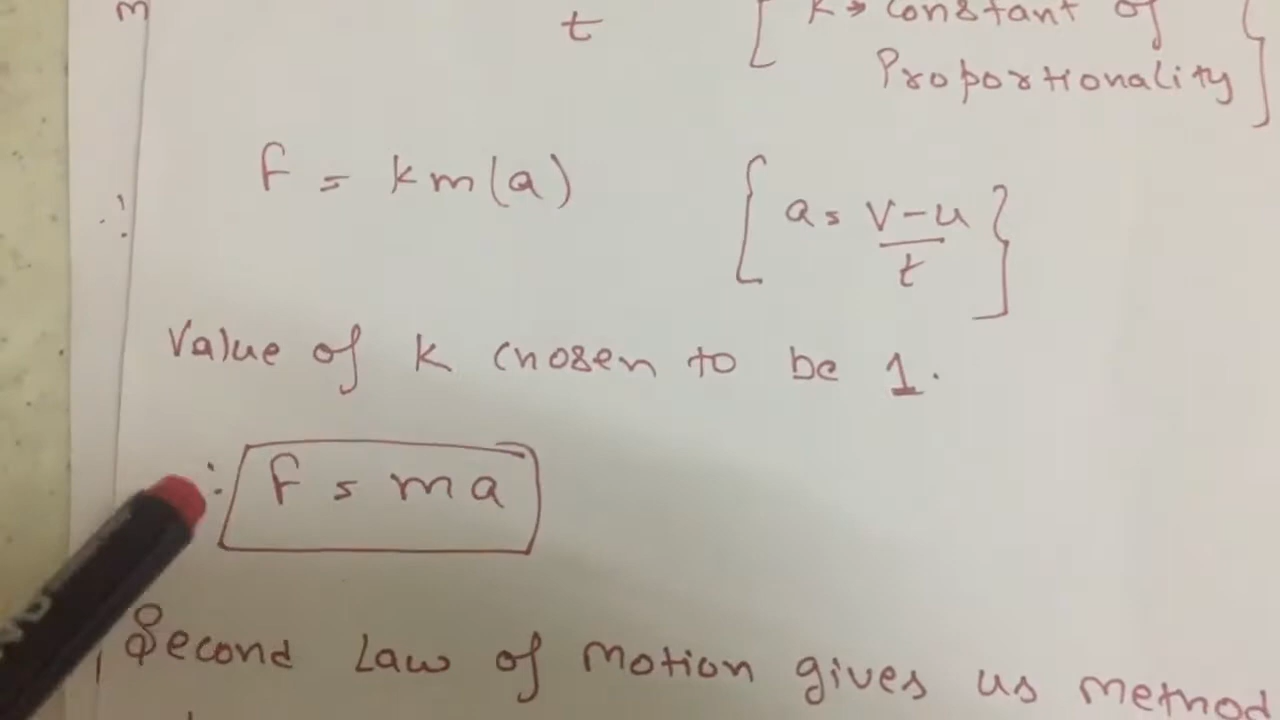 t [ K → Constant of
Proportionality ]
∴ F = km(a) [ a = v-u/t ]
Value of k chosen to be 1.
∴ F = ma
Second Law of motion gives us method